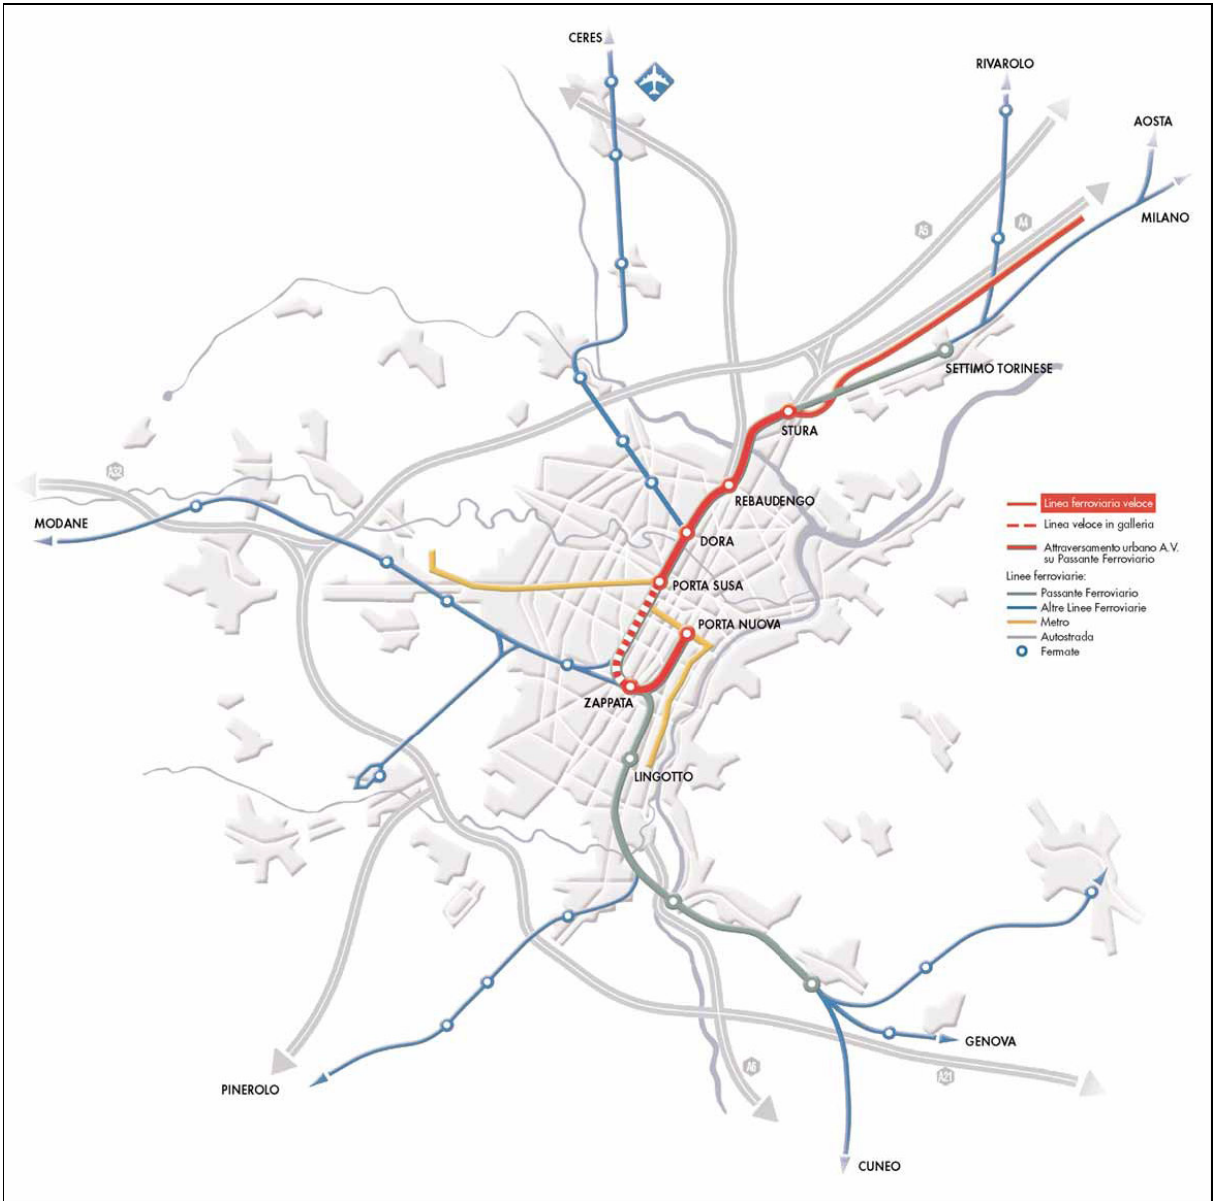 CERES
RIVAROLO
AOSTA
MILANO
A5
A4
SETTIMO TORINESE
STURA
A32
REBAUDENGO
MODANE
DORA
PORTA SUSA
PORTA NUOVA
ZAPPATA
LINGOTTO
Linea ferroviaria veloce
Linea veloce in galleria
Attraversamento urbano A.V.
su Passante Ferroviario
Linee ferroviarie:
Passante Ferroviario
Altre Linee Ferroviarie
Metro
Autostrada
Fermate
GENOVA
A6
A21
PINEROLO
CUNEO